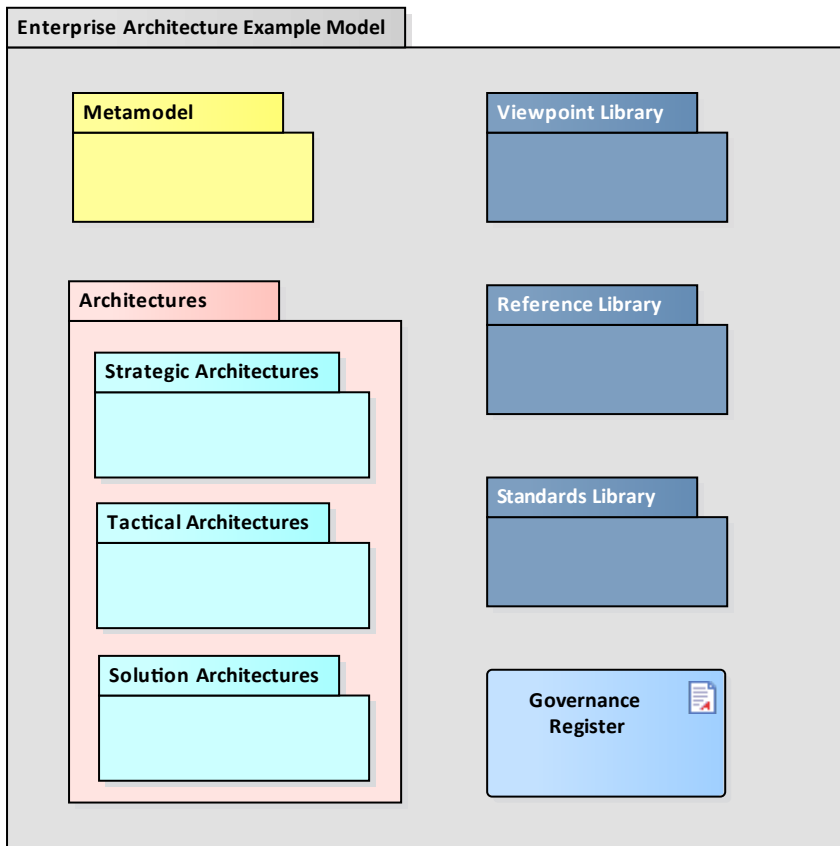 Enterprise Architecture Example Model
Metamodel
Viewpoint Library
Architectures
Reference Library
Strategic Architectures
Tactical Architectures
Standards Library
Solution Architectures
Governance
Register